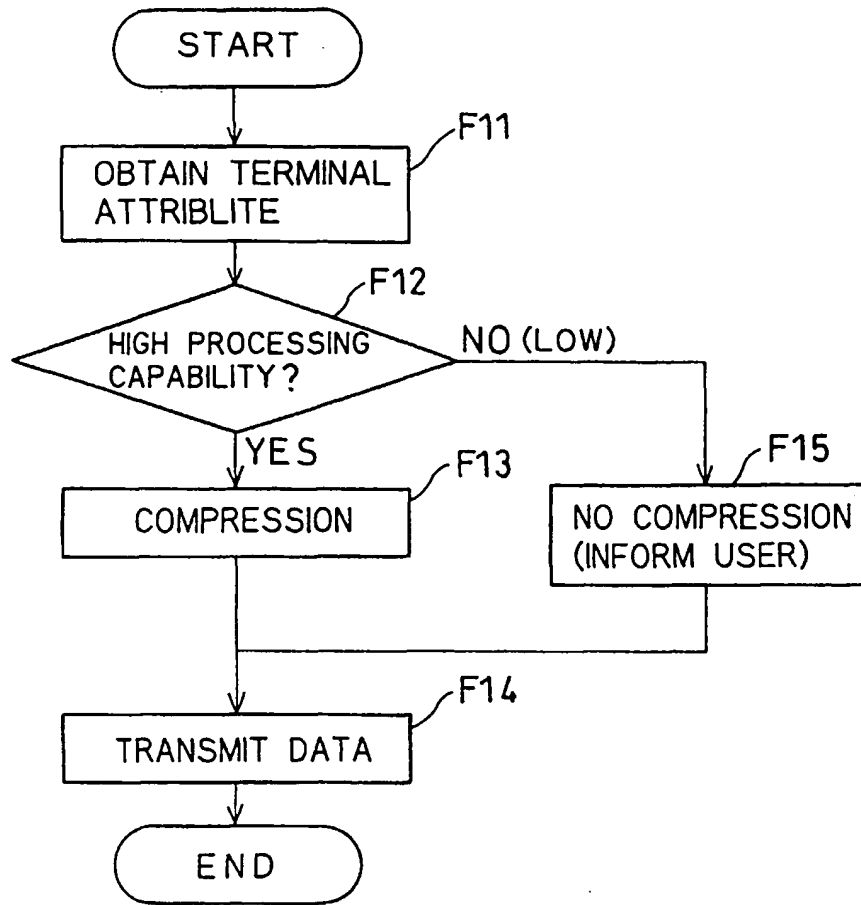 START
F11
OBTAIN TERMINAL
ATTRIBLITE
F12
HIGH PROCESSING
CAPABILITY?
NO (LOW)
YES
F13
COMPRESSION
F15
NO COMPRESSION
(INFORM USER)
F14
TRANSMIT DATA
END